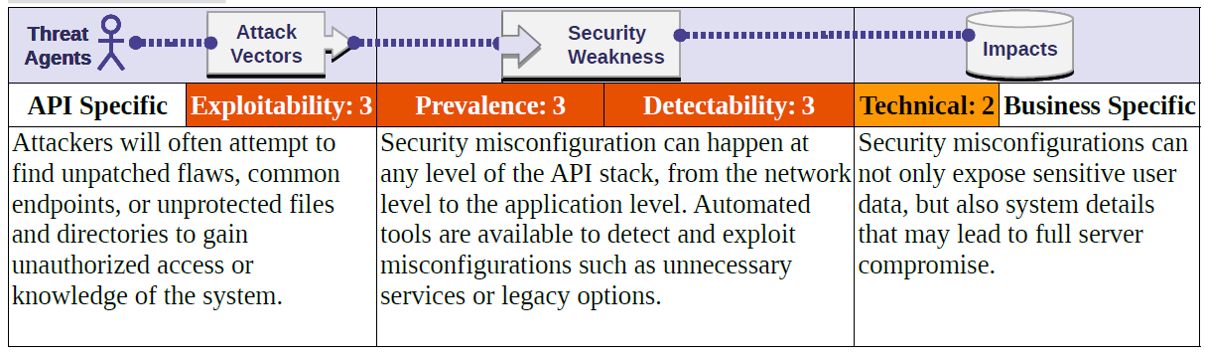 Threat
Agents
Attack
Vectors
Security
Weakness
Impacts
API Specific
Exploitability: 3
Prevalence: 3
Detectability: 3
Technical: 2
Business Specific
Attackers will often attempt to
find unpatched flaws, common
endpoints, or unprotected files
and directories to gain
unauthorized access or
knowledge of the system.
Security misconfiguration can happen at
any level of the API stack, from the network
level to the application level. Automated
tools are available to detect and exploit
misconfigurations such as unnecessary
services or legacy options.
Security misconfigurations can
not only expose sensitive user
data, but also system details
that may lead to full server
compromise.